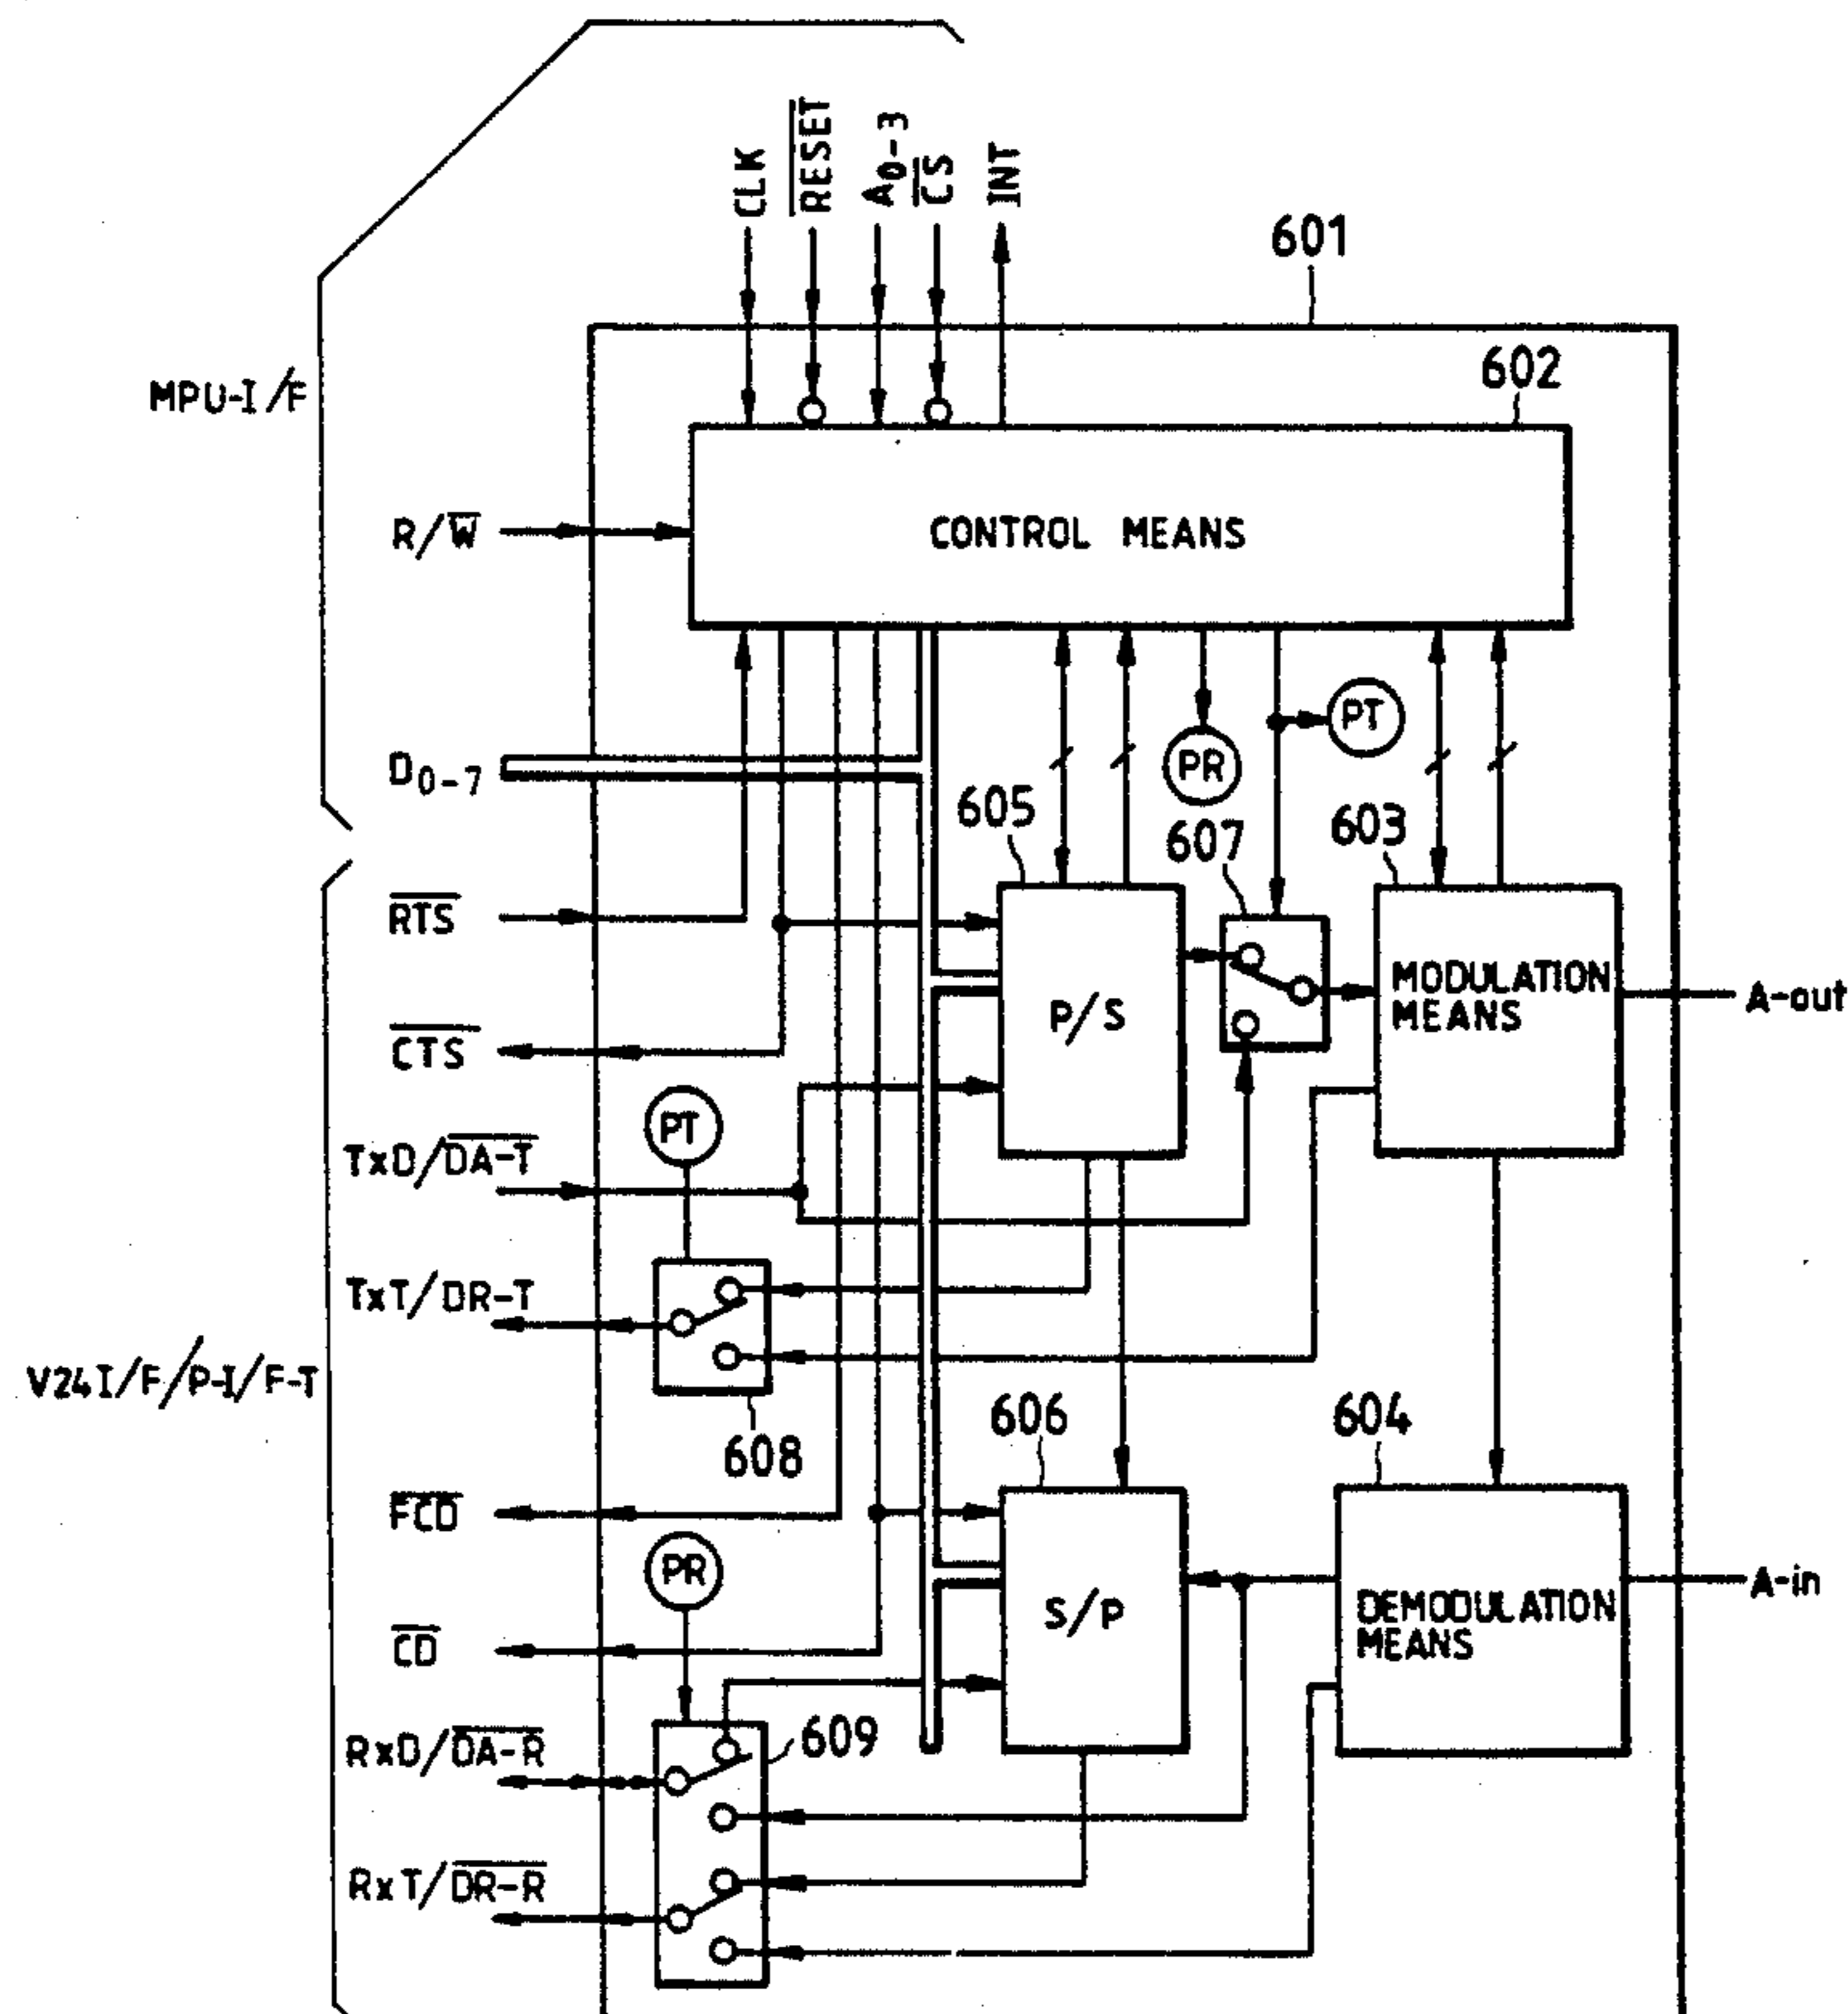 CLK
RESET
A0-3
CS
INT
601
602
MPU-I/F
R/W
CONTROL MEANS
D0-7
PR
PT
605
607
603
RTS
P/S
MODULATION
MEANS
A-out
CTS
PT
TxD/DA-T
TxT/DR-T
V24I/F/P-I/F-T
608
606
604
FCD
PR
S/P
DEMODULATION
MEANS
A-in
CD
RxD/DA-R
609
RxT/DR-R